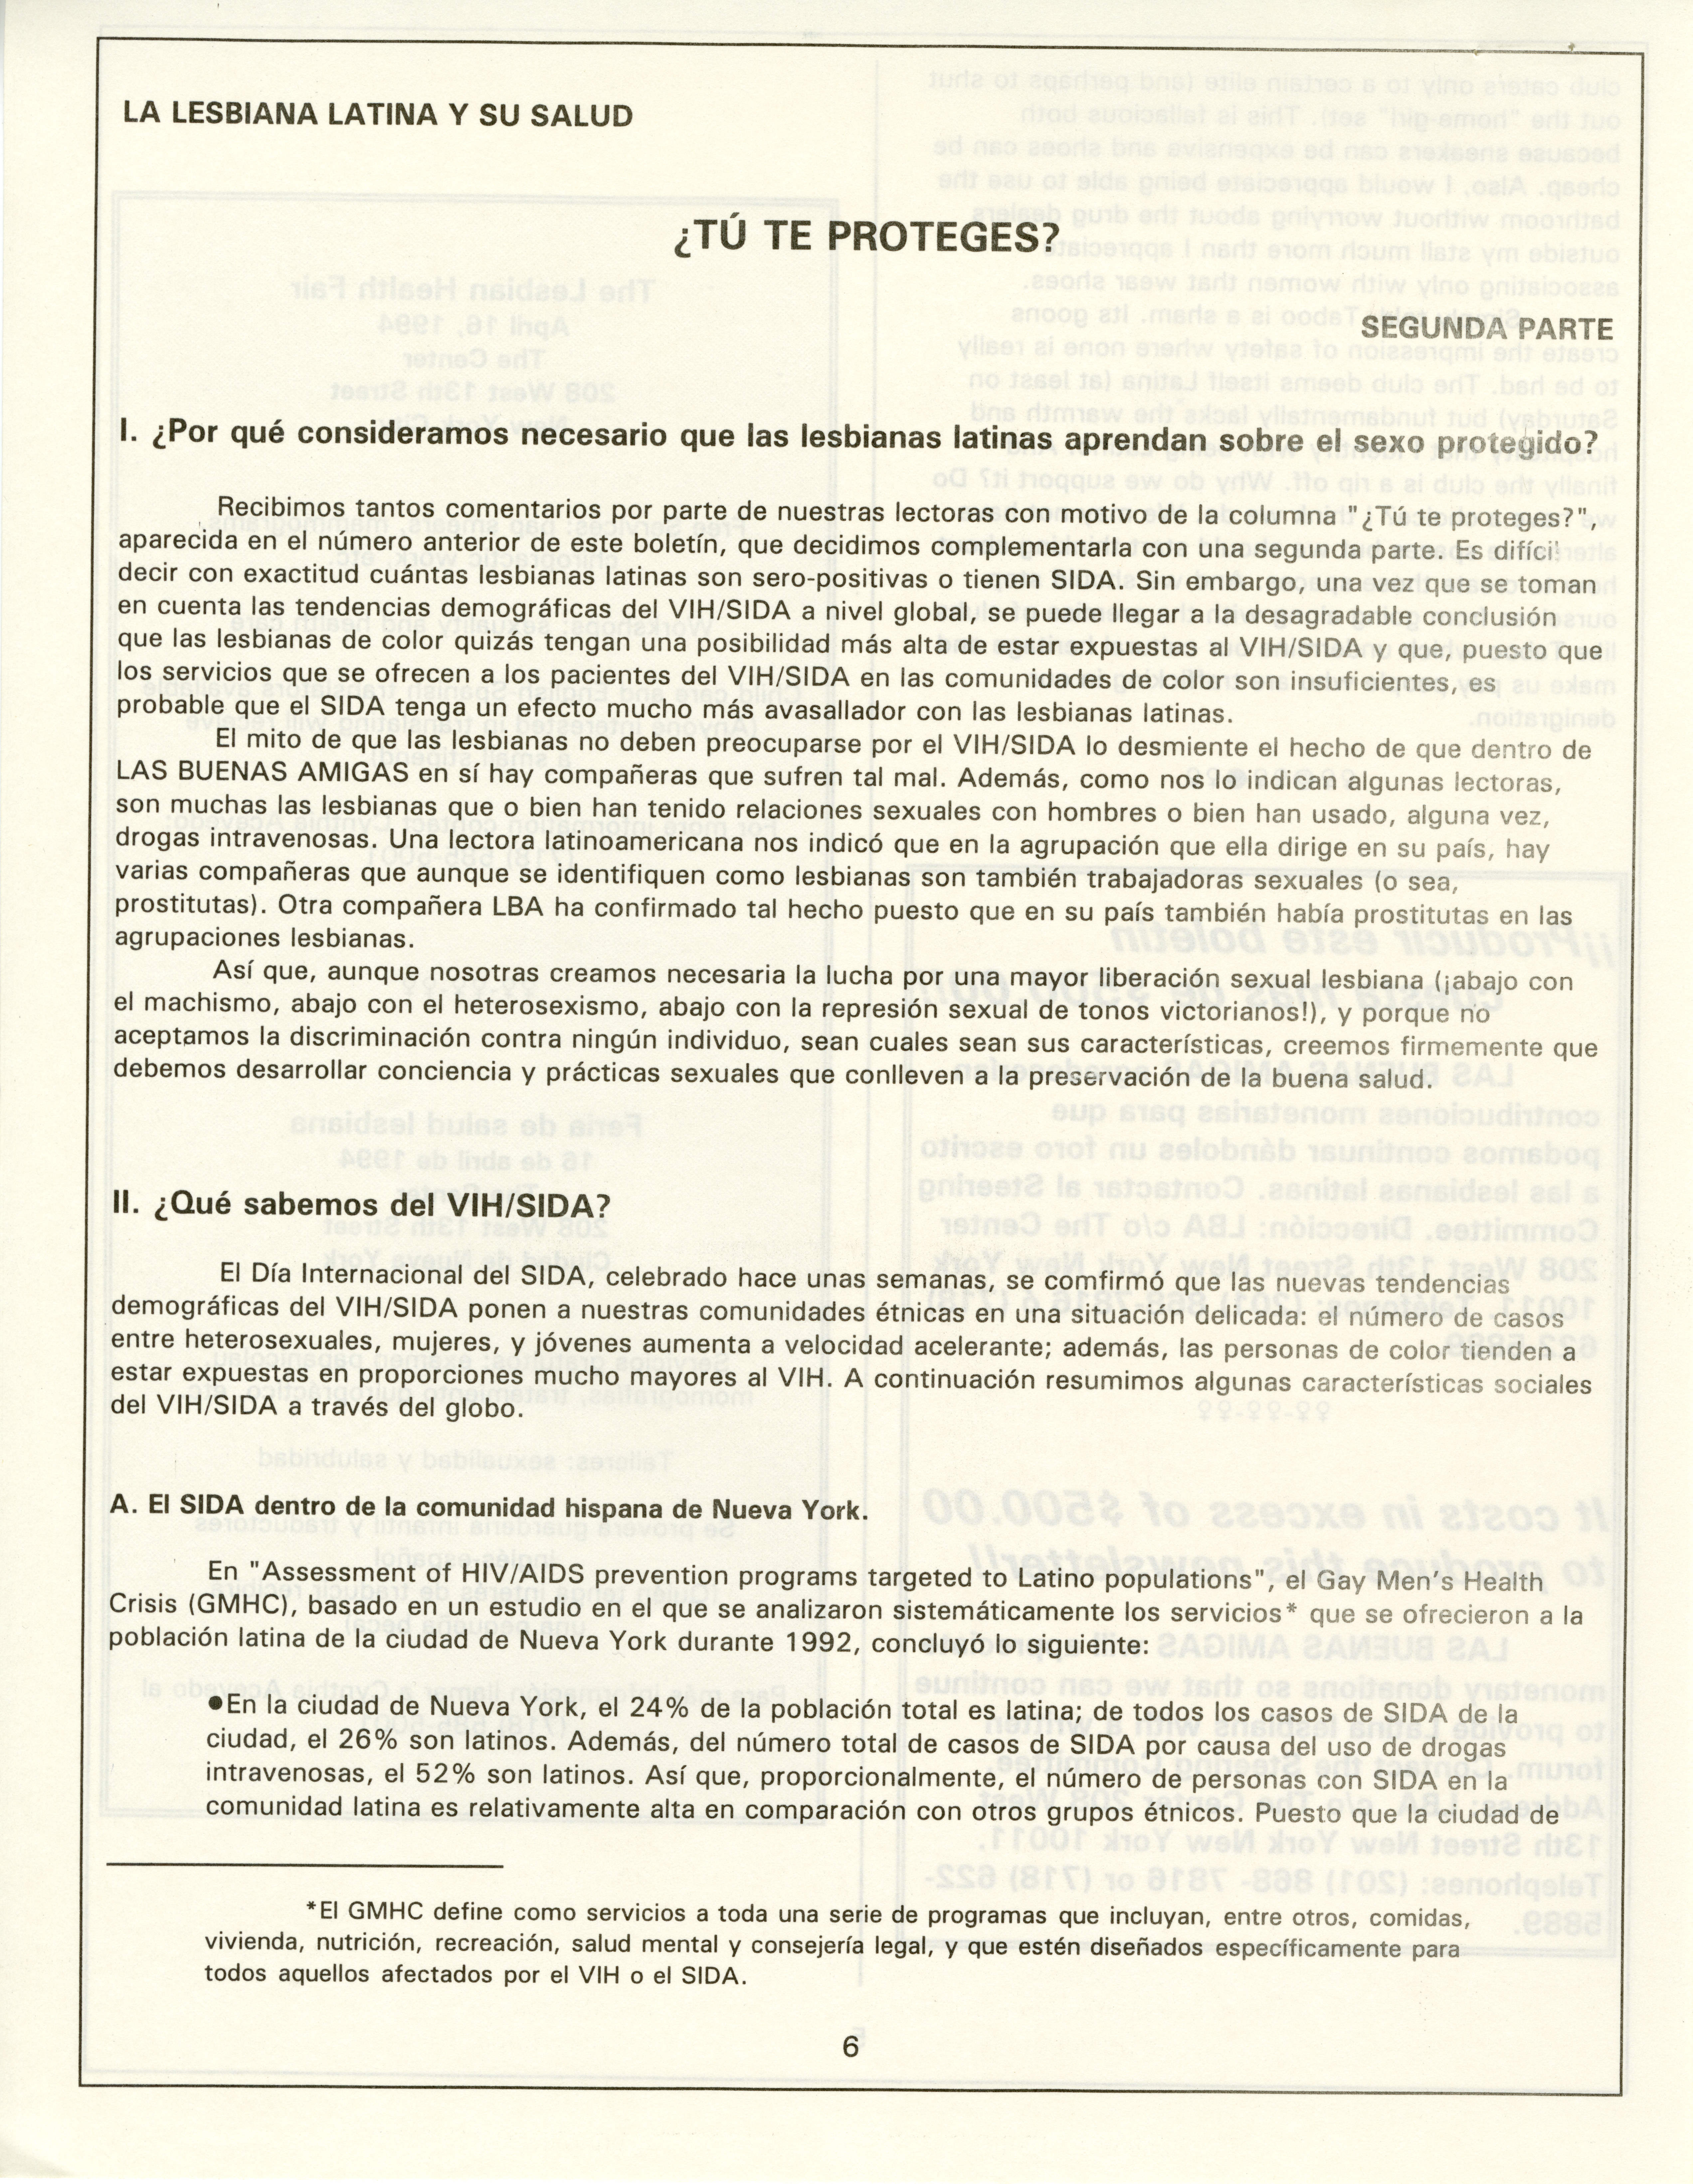 LA LESBIANA LATINA Y SU SALUD
¿TÚ TE PROTEGES?
SEGUNDA PARTE
I. ¿Por qué consideramos necesario que las lesbianas latinas aprendan sobre el sexo protegido?
Recibimos tantos comentarios por parte de nuestras lectoras con motivo de la columna "¿Tú te proteges?",
aparecida en el número anterior de este boletín, que decidimos complementarla con una segunda parte. Es difícil
decir con exactitud cuántas lesbianas latinas son sero-positivas o tienen SIDA. Sin embargo, una vez que se toman
en cuenta las tendencias demográficas del VIH/SIDA a nivel global, se puede llegar a la desagradable conclusión
que las lesbianas de color quizás tengan una posibilidad más alta de estar expuestas al VIH/SIDA y que, puesto que
los servicios que se ofrecen a los pacientes del VIH/SIDA en las comunidades de color son insuficientes, es
probable que el SIDA tenga un efecto mucho más avasallador con las lesbianas latinas.
El mito de que las lesbianas no deben preocuparse por el VIH/SIDA lo desmiente el hecho de que dentro de
LAS BUENAS AMIGAS en sí hay compañeras que sufren tal mal. Además, como nos lo indican algunas lectoras,
son muchas las lesbianas que o bien han tenido relaciones sexuales con hombres o bien han usado, alguna vez,
drogas intravenosas. Una lectora latinoamericana nos indicó que en la agrupación que ella dirige en su país, hay
varias compañeras que aunque se identifiquen como lesbianas son también trabajadoras sexuales (o sea,
prostitutas). Otra compañera LBA ha confirmado tal hecho puesto que en su país también había prostitutas en las
agrupaciones lesbianas.
Así que, aunque nosotras creamos necesaria la lucha por una mayor liberación sexual lesbiana (¡abajo con
el machismo, abajo con el heterosexismo, abajo con la represión sexual de tonos victorianos!), y porque no
aceptamos la discriminación contra ningún individuo, sean cuales sean sus características, creemos firmemente que
debemos desarrollar conciencia y prácticas sexuales que conlleven a la preservación de la buena salud.
II. ¿Qué sabemos del VIH/SIDA?
El Día Internacional del SIDA, celebrado hace unas semanas, se comfirmó que las nuevas tendencias
demográficas del VIH/SIDA ponen a nuestras comunidades étnicas en una situación delicada: el número de casos
entre heterosexuales, mujeres, y jóvenes aumenta a velocidad acelerante; además, las personas de color tienden a
estar expuestas en proporciones mucho mayores al VIH. A continuación resumimos algunas características sociales
del VIH/SIDA a través del globo.
A. El SIDA dentro de la comunidad hispana de Nueva York.
En "Assessment of HIV/AIDS prevention programs targeted to Latino populations", el Gay Men's Health
Crisis (GMHC), basado en un estudio en el que se analizaron sistemáticamente los servicios* que se ofrecieron a la
población latina de la ciudad de Nueva York durante 1992, concluyó lo siguiente:
●En la ciudad de Nueva York, el 24% de la población total es latina; de todos los casos de SIDA de la
ciudad, el 26% son latinos. Además, del número total de casos de SIDA por causa del uso de drogas
intravenosas, el 52% son latinos. Así que, proporcionalmente, el número de personas con SIDA en la
comunidad latina es relativamente alta en comparación con otros grupos étnicos. Puesto que la ciudad de
*El GMHC define como servicios a toda una serie de programas que incluyan, entre otros, comidas,
vivienda, nutrición, recreación, salud mental y consejería legal, y que estén diseñados específicamente para
todos aquellos afectados por el VIH o el SIDA.
6